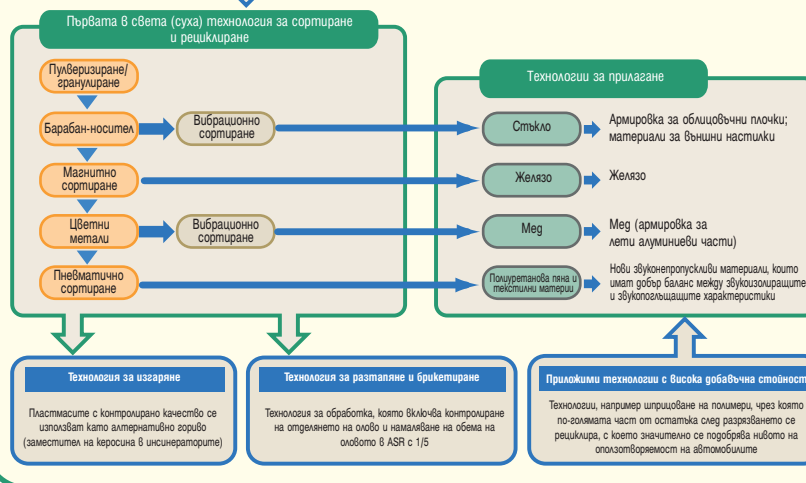 Първата в света (суха) технология за сортиране
и рециклиране
Пулверизиране/
гранулиране
Барабан-носител
Вибрационно
сортиране
Магнитно
сортиране
Цветни
метали
Вибрационно
сортиране
Пневматично
сортиране
Технологии за прилагане
Стъкло
Армировка за облицовъчни плочки;
материали за външни настилки
Желязо
Желязо
Мед
Мед (армировка за
лети алуминиеви части)
Полиуретанова пяна и
текстилни материи
Нови звуконепропускливи материали, които
имат добър баланс между звукоизолиращите
и звукопоглъщащите характеристики
Технология за изгаряне
Пластмасите с контролирано качество се
използват като алтернативно гориво
(заместител на керосина в инсинераторите)
Технология за разтапяне и брикетиране
Технология за обработка, която включва контролиране
на отделянето на олово и намаляване на обема на
оловото в ASR с 1/5
Приложими технологии с висока добавъчна стойност
Технологии, например шприцоване на полимери, чрез която
по-голямата част от остатъка след разрязването се
рециклира, с което значително се подобрява нивото на
оползотворяемост на автомобилите